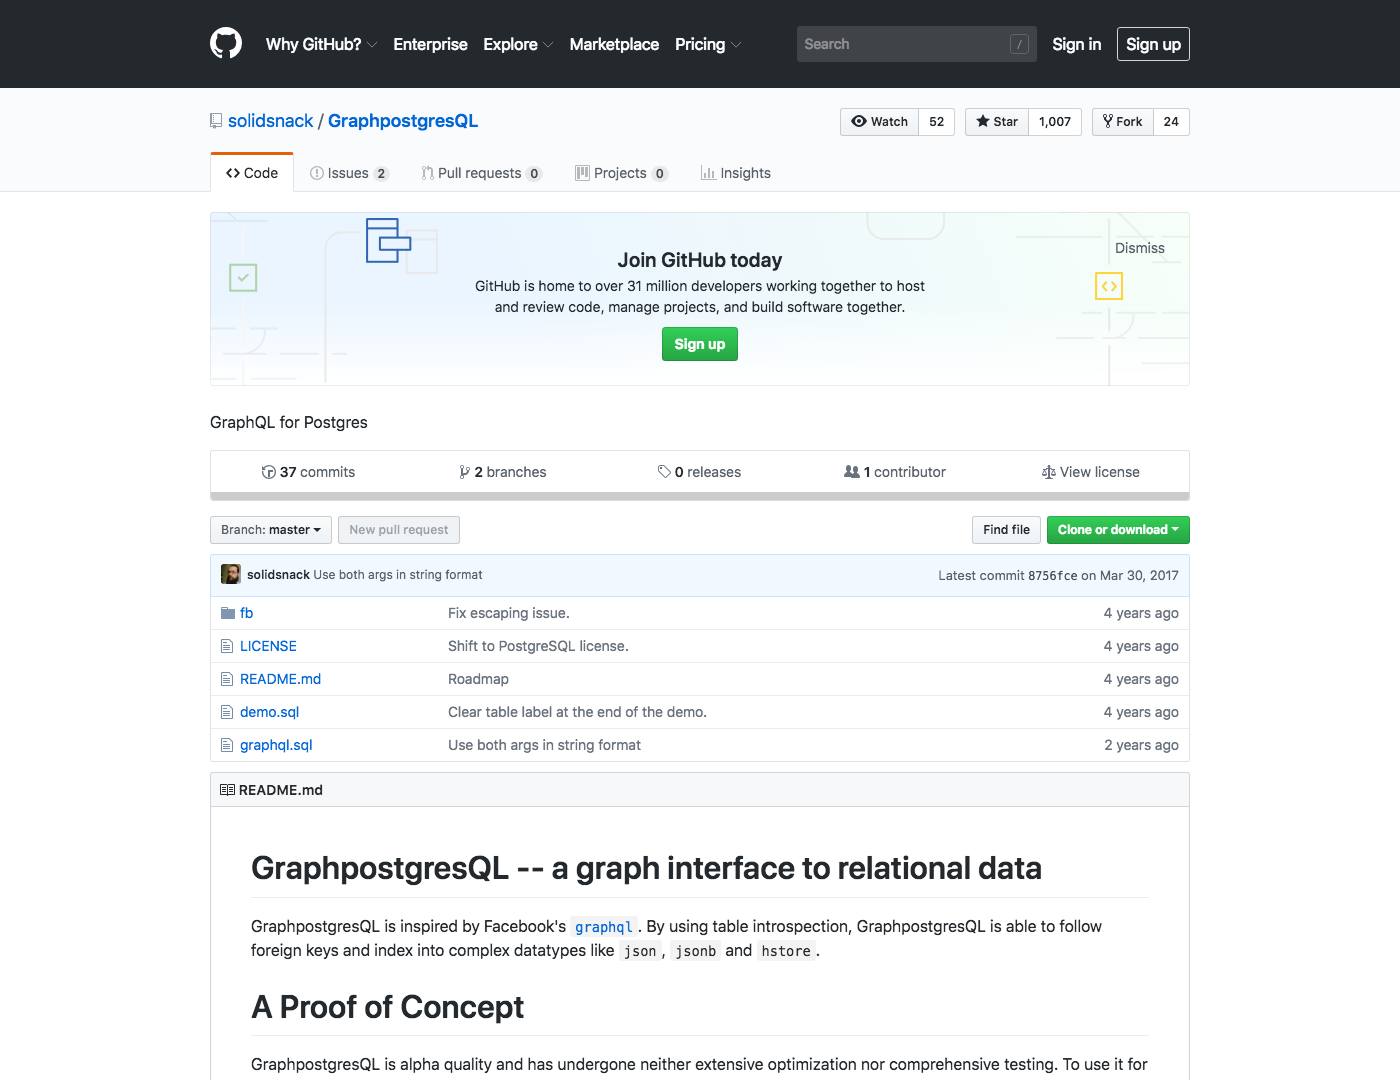 Why GitHub? Enterprise Explore Marketplace Pricing Search / Sign in Sign up
solidsnack / GraphpostgresQL Watch 52 Star 1,007 Fork 24
Code Issues 2 Pull requests 0 Projects 0 Insights
Dismiss
Join GitHub today
GitHub is home to over 31 million developers working together to host
and review code, manage projects, and build software together.
Sign up
GraphQL for Postgres
37 commits 2 branches 0 releases 1 contributor View license
Branch: master New pull request Find file Clone or download
solidsnack Use both args in string format Latest commit 8756fce on Mar 30, 2017
fb Fix escaping issue. 4 years ago
LICENSE Shift to PostgreSQL license. 4 years ago
README.md Roadmap 4 years ago
demo.sql Clear table label at the end of the demo. 4 years ago
graphql.sql Use both args in string format 2 years ago
README.md
GraphpostgresQL -- a graph interface to relational data
GraphpostgresQL is inspired by Facebook's graphql. By using table introspection, GraphpostgresQL is able to follow
foreign keys and index into complex datatypes like json, jsonb and hstore.
A Proof of Concept
GraphpostgresQL is alpha quality and has undergone neither extensive optimization nor comprehensive testing. To use it for